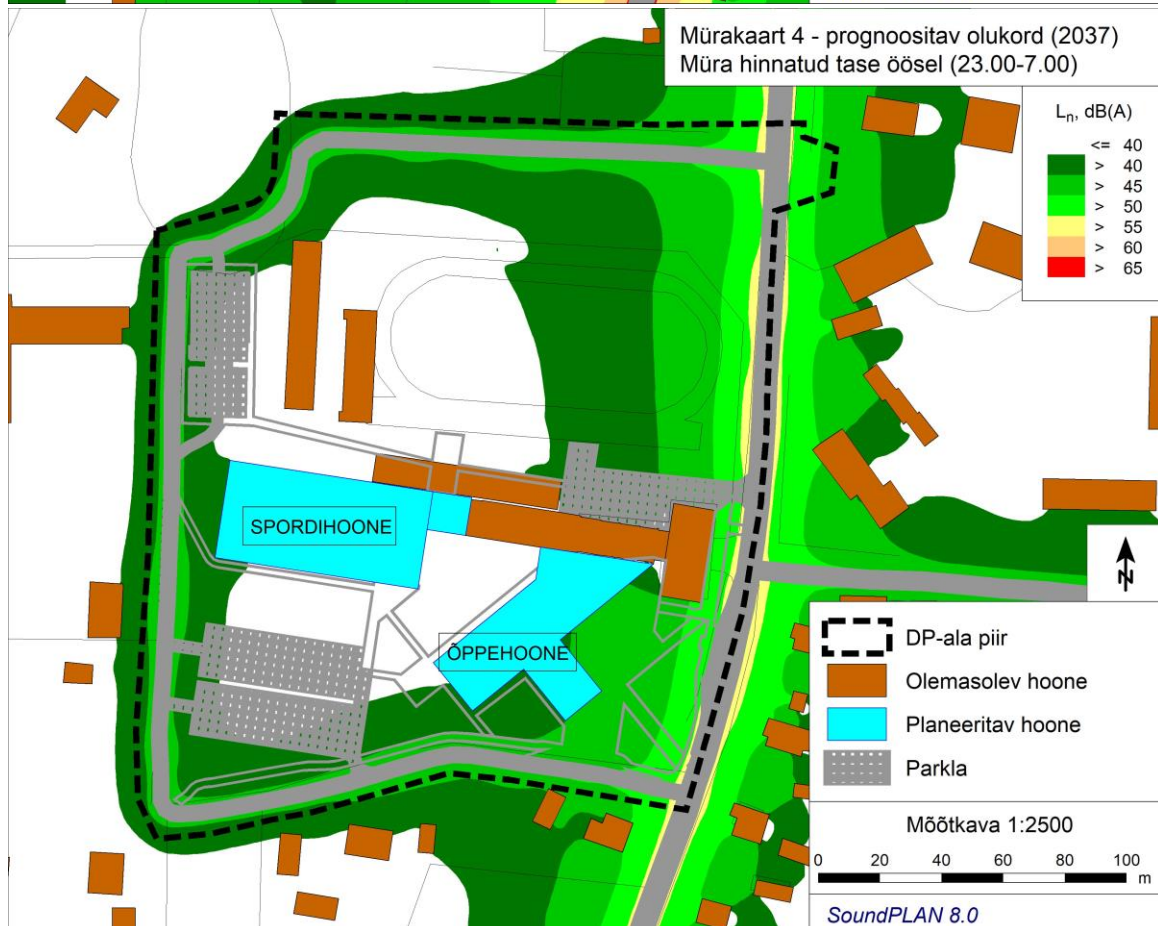 Mürakaart 4 - prognoositav olukord (2037)
Müra hinnatud tase öösel (23.00-7.00)
Ln, dB(A)
<= 40
> 40
> 45
> 50
> 55
> 60
> 65
SPORDIHOONE
ÕPPEHOONE
N
DP-ala piir
Olemasolev hoone
Planeeritav hoone
Parkla
Mõõtkava 1:2500
0 20 40 60 80 100
m
SoundPLAN 8.0